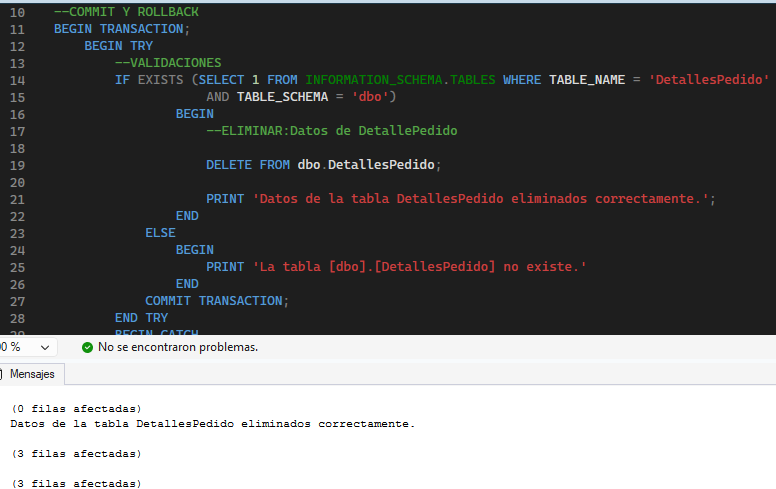 10 --COMMIT Y ROLLBACK
11 BEGIN TRANSACTION;
12 BEGIN TRY
13 --VALIDACIONES
14 IF EXISTS (SELECT 1 FROM INFORMATION_SCHEMA.TABLES WHERE TABLE_NAME = 'DetallesPedido'
15 AND TABLE_SCHEMA = 'dbo')
16 BEGIN
17 --ELIMINAR:Datos de DetallePedido
18
19 DELETE FROM dbo.DetallesPedido;
20
21 PRINT 'Datos de la tabla DetallesPedido eliminados correctamente.';
22 END
23 ELSE
24 BEGIN
25 PRINT 'La tabla [dbo].[DetallesPedido] no existe.'
26 END
27 COMMIT TRANSACTION;
28 END TRY
29 BEGIN CATCH
00 % No se encontraron problemas.
Mensajes
(0 filas afectadas)
Datos de la tabla DetallesPedido eliminados correctamente.
(3 filas afectadas)
(3 filas afectadas)